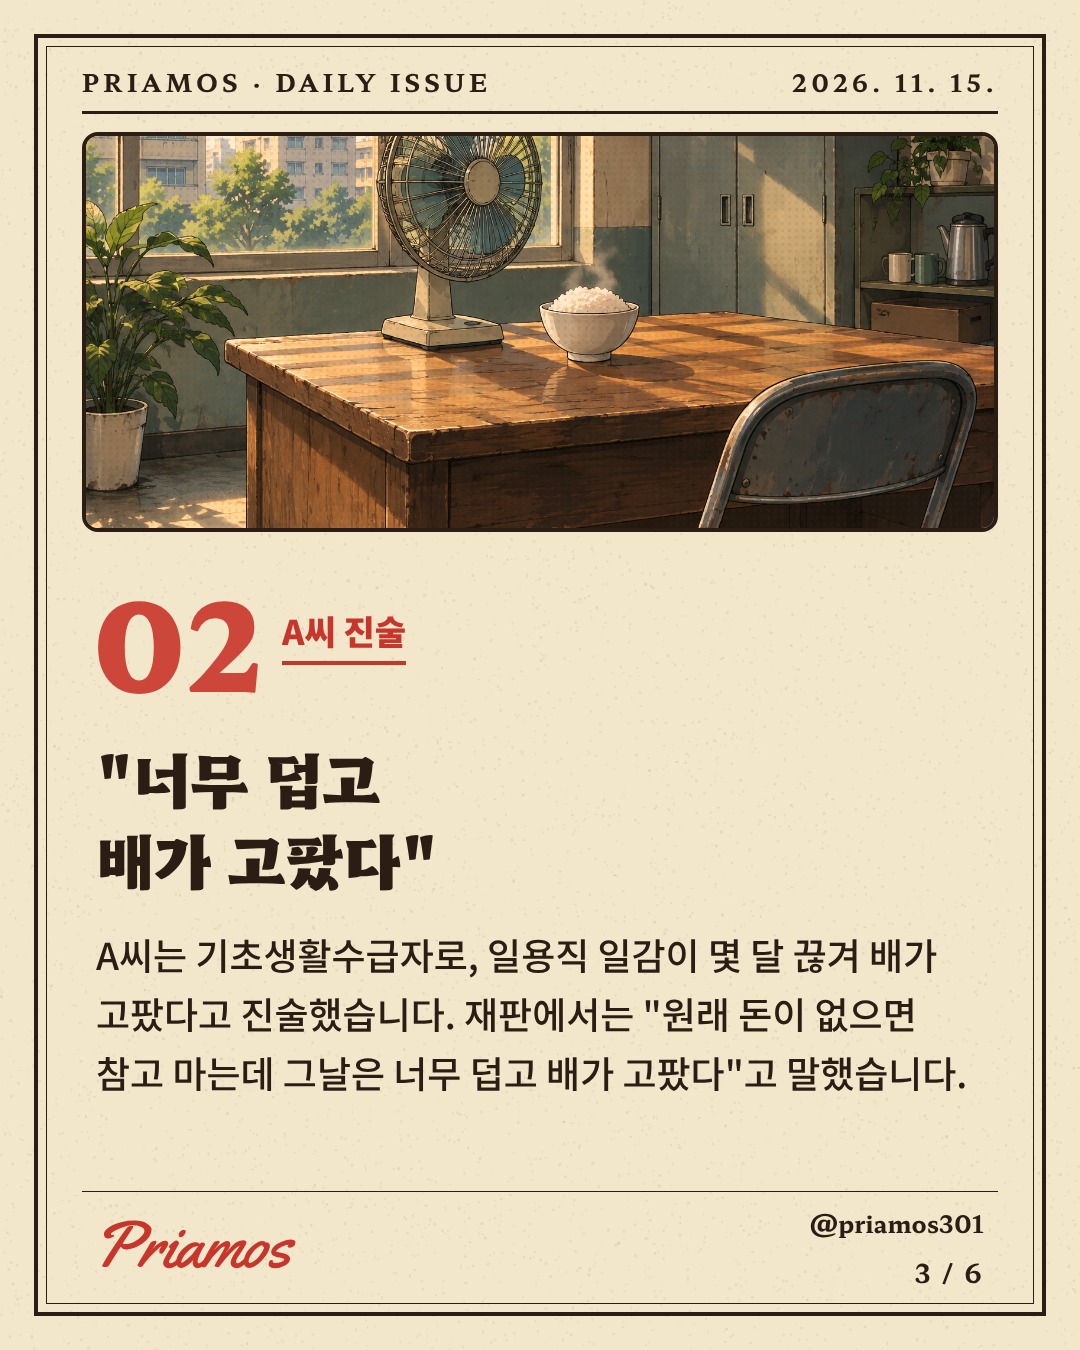 PRIAMOS · DAILY ISSUE
2026. 11. 15.
02
A씨 진술
"너무 덥고
배가 고팠다"
A씨는 기초생활수급자로, 일용직 일감이 몇 달 끊겨 배가
고팠다고 진술했습니다. 재판에서는 "원래 돈이 없으면
참고 마는데 그날은 너무 덥고 배가 고팠다"고 말했습니다.
Priamos
@priamos301
3 / 6